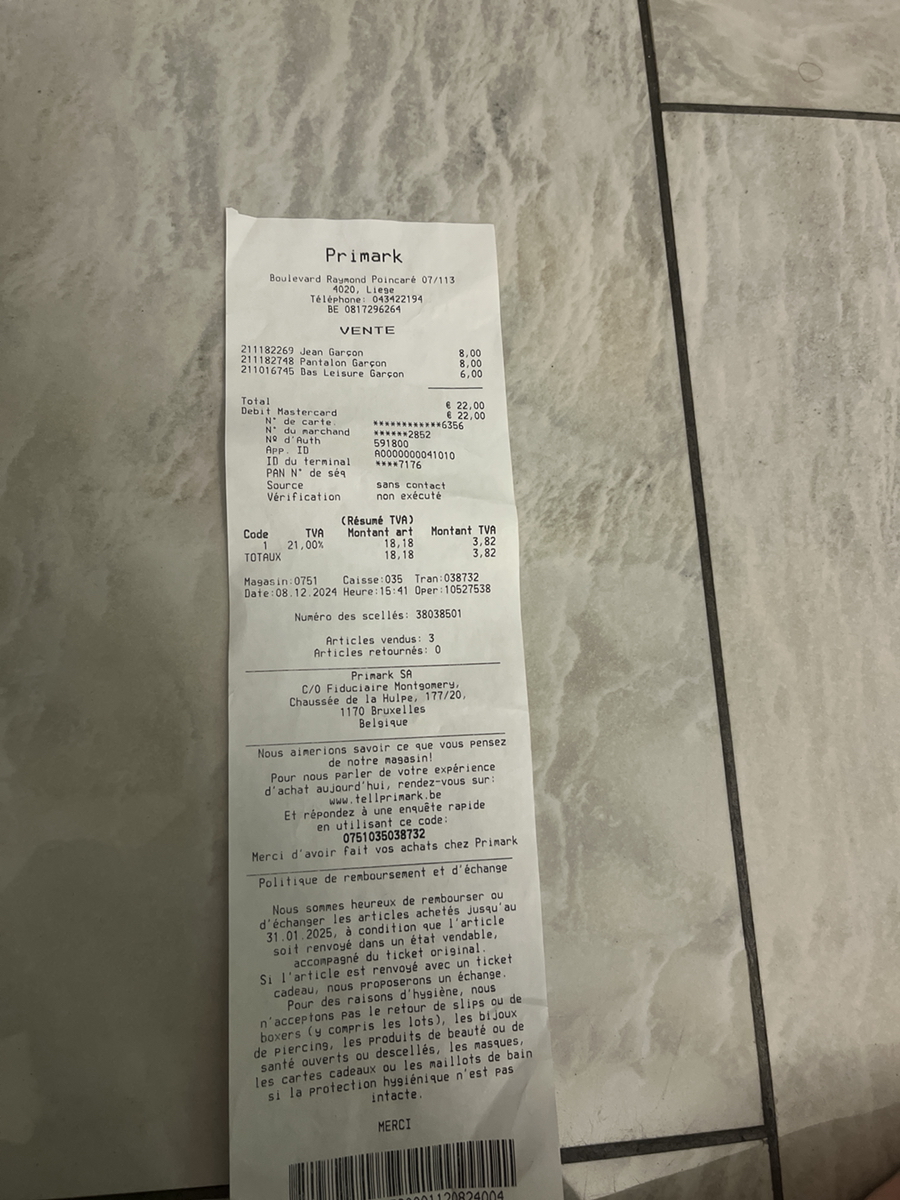 Primark
Boulevard Raymond Poincaré 07/113
4020, Liege
Téléphone: 043422194
BE 0817296264
VENTE
211182269 Jean Garçon 8,00
211182748 Pantalon Garçon 8,00
211016745 Bas Leisure Garçon 6,00
Total € 22,00
Debit Mastercard € 22,00
N° de carte. ************6356
N° du marchand ******2852
Nº d'Auth 591800
App. ID A0000000041010
ID du terminal ****7176
PAN N° de séq
Source sans contact
Vérification non exécuté
(Résumé TVA)
Code TVA Montant art Montant TVA
1 21,00% 18,18 3,82
TOTAUX 18,18 3,82
Magasin:0751 Caisse:035 Tran:038732
Date:08.12.2024 Heure:15:41 Oper:10527538
Numéro des scellés: 38038501
Articles vendus: 3
Articles retournés: 0
Primark SA
C/O Fiduciaire Montgomery,
Chaussée de la Hulpe, 177/20,
1170 Bruxelles
Belgique
Nous aimerions savoir ce que vous pensez
de notre magasin!
Pour nous parler de votre expérience
d'achat aujourd'hui, rendez-vous sur:
www.tellprimark.be
Et répondez à une enquête rapide
en utilisant ce code:
0751035038732
Merci d'avoir fait vos achats chez Primark
Politique de remboursement et d'échange
Nous sommes heureux de rembourser ou
d'échanger les articles achetés jusqu'au
31.01.2025, à condition que l'article
soit renvoyé dans un état vendable,
accompagné du ticket original.
Si l'article est renvoyé avec un ticket
cadeau, nous proposerons un échange.
Pour des raisons d'hygiène, nous
n'acceptons pas le retour de slips ou de
boxers (y compris les lots), les bijoux
de piercing, les produits de beauté ou de
santé ouverts ou descellés, les masques,
les cartes cadeaux ou les maillots de bain
si la protection hygiénique n'est pas
intacte.
MERCI